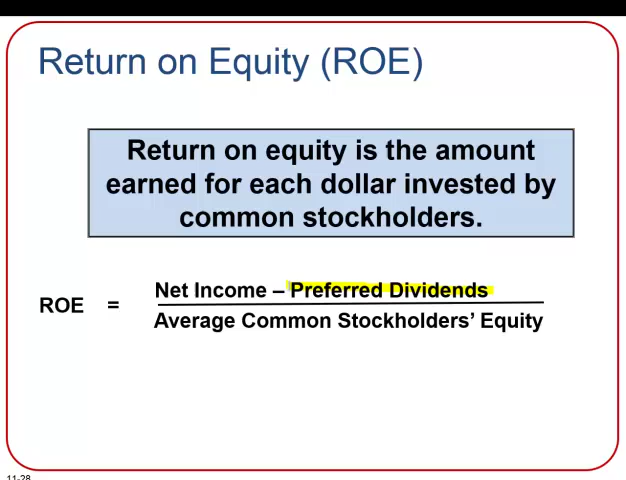 Return on Equity (ROE)
Return on equity is the amount
earned for each dollar invested by
common stockholders.
ROE = Net Income – Preferred Dividends
Average Common Stockholders' Equity
11-28